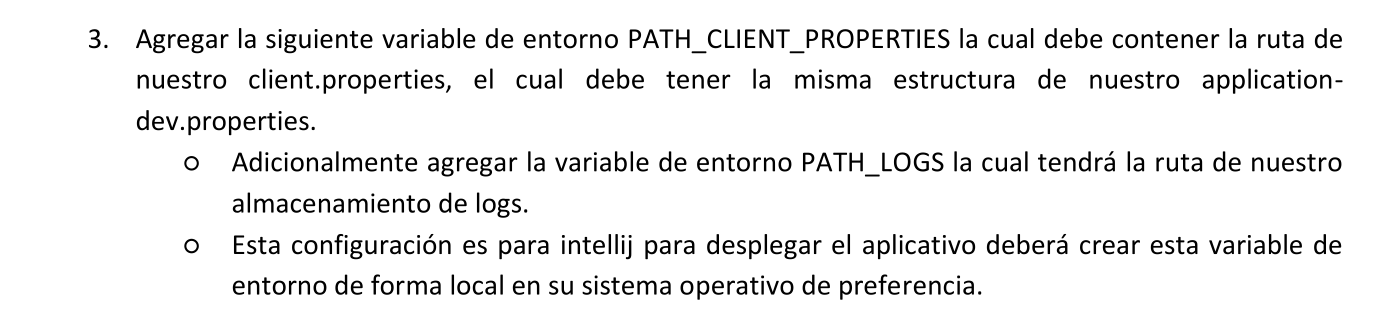 3. Agregar la siguiente variable de entorno PATH_CLIENT_PROPERTIES la cual debe contener la ruta de
nuestro client.properties, el cual debe tener la misma estructura de nuestro application-
dev.properties.
o Adicionalmente agregar la variable de entorno PATH_LOGS la cual tendrá la ruta de nuestro
almacenamiento de logs.
o Esta configuración es para intellij para desplegar el aplicativo deberá crear esta variable de
entorno de forma local en su sistema operativo de preferencia.